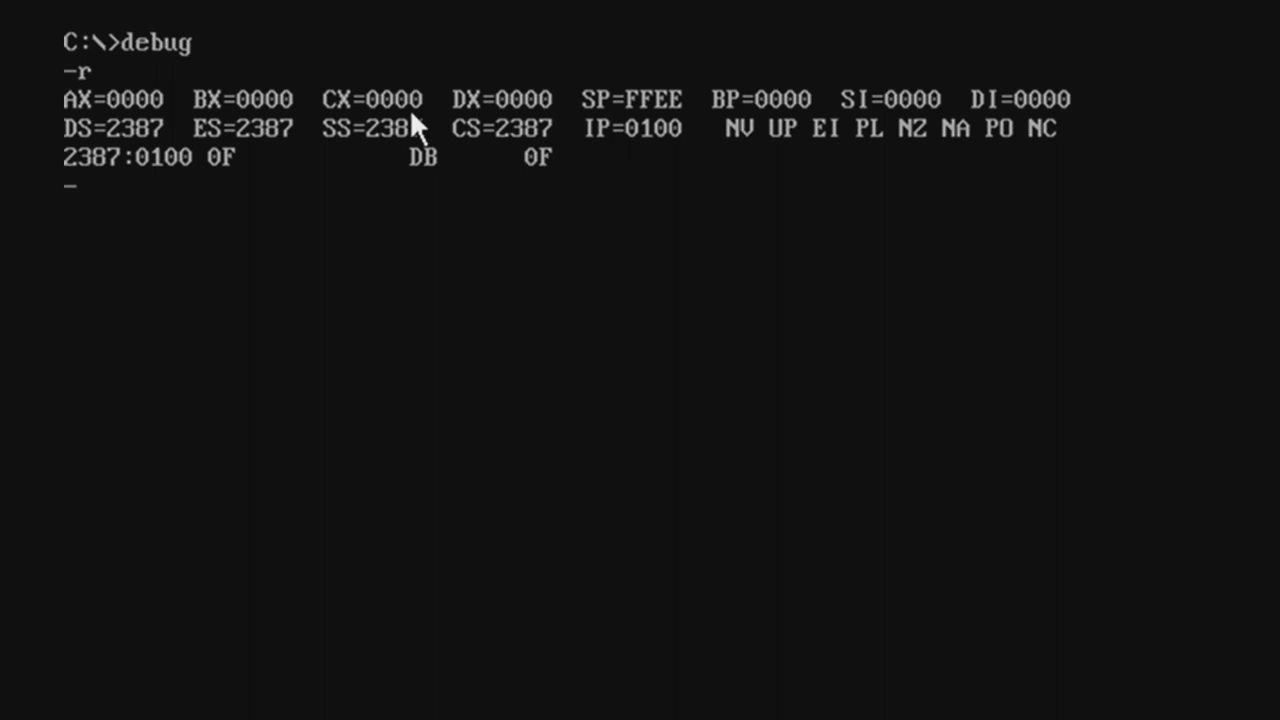 C:\>debug
-r
AX=0000 BX=0000 CX=0000 DX=0000 SP=FFEE BP=0000 SI=0000 DI=0000
DS=2387 ES=2387 SS=2387 CS=2387 IP=0100 NV UP EI PL NZ NA PO NC
2387:0100 0F DB 0F
-